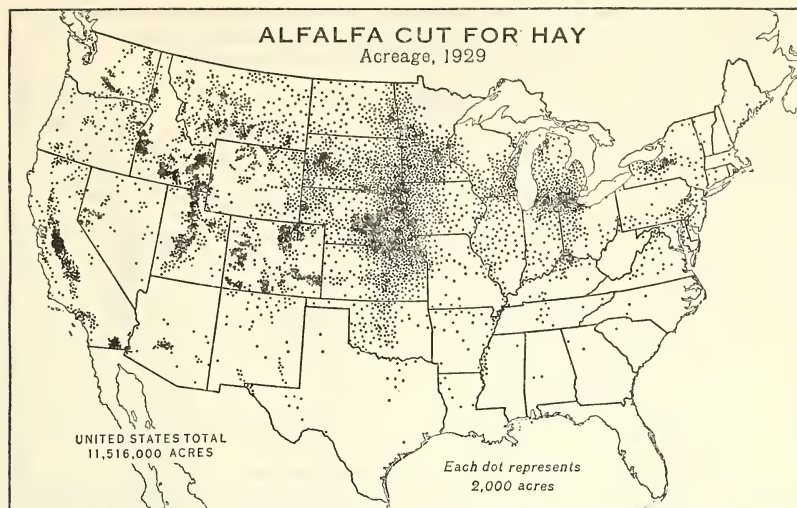 ALFALFA CUT FOR HAY
Acreage, 1929
UNITED STATES TOTAL
11,516,000 ACRES
Each dot represents
2,000 acres